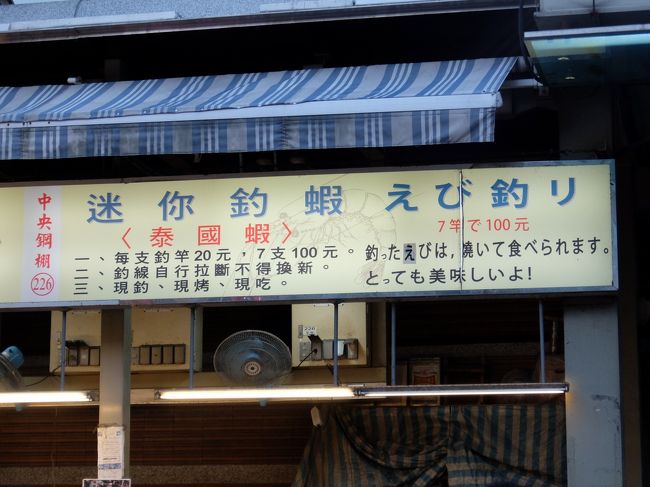 中央鋼棚
226
迷你釣蝦
〈泰國蝦〉
一、每支釣竿20元，7支100元。
二、釣線自行拉斷不得換新。
三、現釣、現烤、現吃。
えび釣り
7竿で100元
釣ったえびは，燒いて食べられます。
とっても美味しいよ!